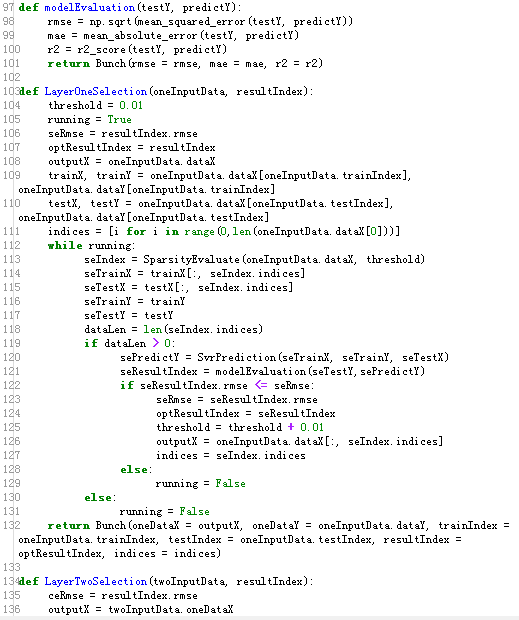 97 def modelEvaluation(testY, predictY):
98     rmse = np.sqrt(mean_squared_error(testY, predictY))
99     mae = mean_absolute_error(testY, predictY)
100     r2 = r2_score(testY, predictY)
101     return Bunch(rmse = rmse, mae = mae, r2 = r2)
102
103 def LayerOneSelection(oneInputData, resultIndex):
104     threshold = 0.01
105     running = True
106     seRmse = resultIndex.rmse
107     optResultIndex = resultIndex
108     outputX = oneInputData.dataX
109     trainX, trainY = oneInputData.dataX[oneInputData.trainIndex],
oneInputData.dataY[oneInputData.trainIndex]
110     testX, testY = oneInputData.dataX[oneInputData.testIndex],
oneInputData.dataY[oneInputData.testIndex]
111     indices = [i for i in range(0,len(oneInputData.dataX[0]))]
112     while running:
113         seIndex = SparsityEvaluate(oneInputData.dataX, threshold)
114         seTrainX = trainX[:, seIndex.indices]
115         seTestX = testX[:, seIndex.indices]
116         seTrainY = trainY
117         seTestY = testY
118         dataLen = len(seIndex.indices)
119         if dataLen > 0:
120             sePredictY = SvrPrediction(seTrainX, seTrainY, seTestX)
121             seResultIndex = modelEvaluation(seTestY,sePredictY)
122             if seResultIndex.rmse <= seRmse:
123                 seRmse = seResultIndex.rmse
124                 optResultIndex = seResultIndex
125                 threshold = threshold + 0.01
126                 outputX = oneInputData.dataX[:, seIndex.indices]
127                 indices = seIndex.indices
128             else:
129                 running = False
130         else:
131             running = False
132     return Bunch(oneDataX = outputX, oneDataY = oneInputData.dataY, trainIndex =
oneInputData.trainIndex, testIndex = oneInputData.testIndex, resultIndex =
optResultIndex, indices = indices)
133
134 def LayerTwoSelection(twoInputData, resultIndex):
135     ceRmse = resultIndex.rmse
136     outputX = twoInputData.oneDataX